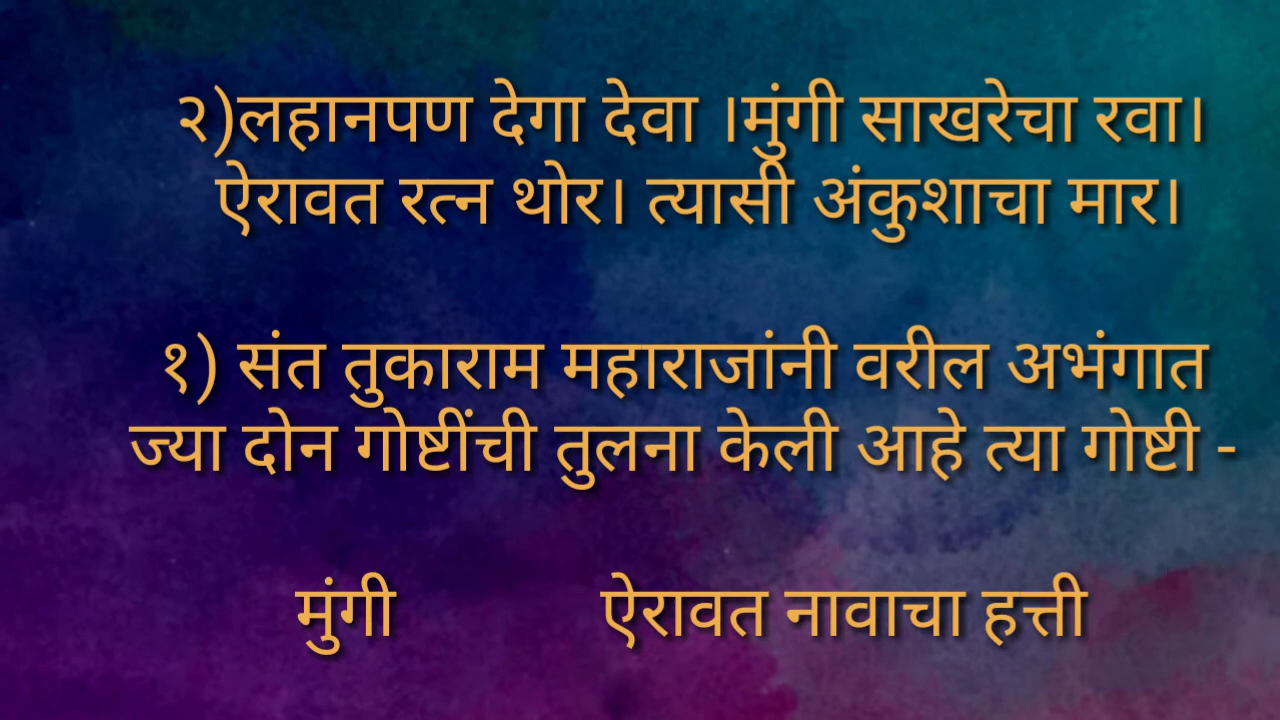 २)लहानपण देगा देवा ।मुंगी साखरेचा रवा।
ऐरावत रत्न थोर। त्यासी अंकुशाचा मार।
१) संत तुकाराम महाराजांनी वरील अभंगात
ज्या दोन गोष्टींची तुलना केली आहे त्या गोष्टी -
मुंगी ऐरावत नावाचा हत्ती